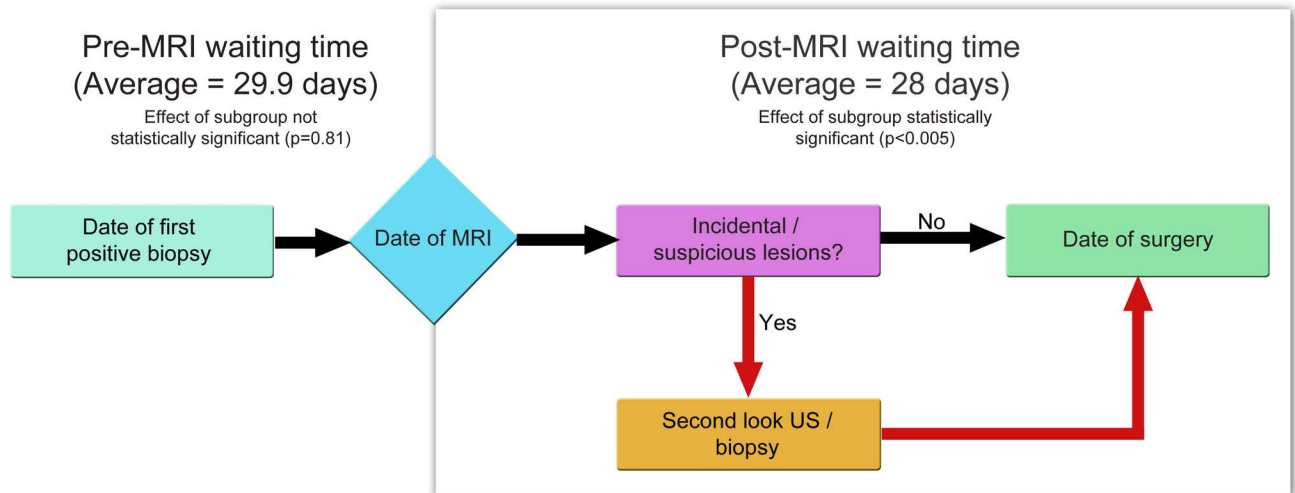 Pre-MRI waiting time
(Average = 29.9 days)
Effect of subgroup not
statistically significant (p=0.81)
Post-MRI waiting time
(Average = 28 days)
Effect of subgroup statistically
significant (p<0.005)
Date of first
positive biopsy
Date of MRI
Incidental /
suspicious lesions?
No
Date of surgery
Yes
Second look US /
biopsy